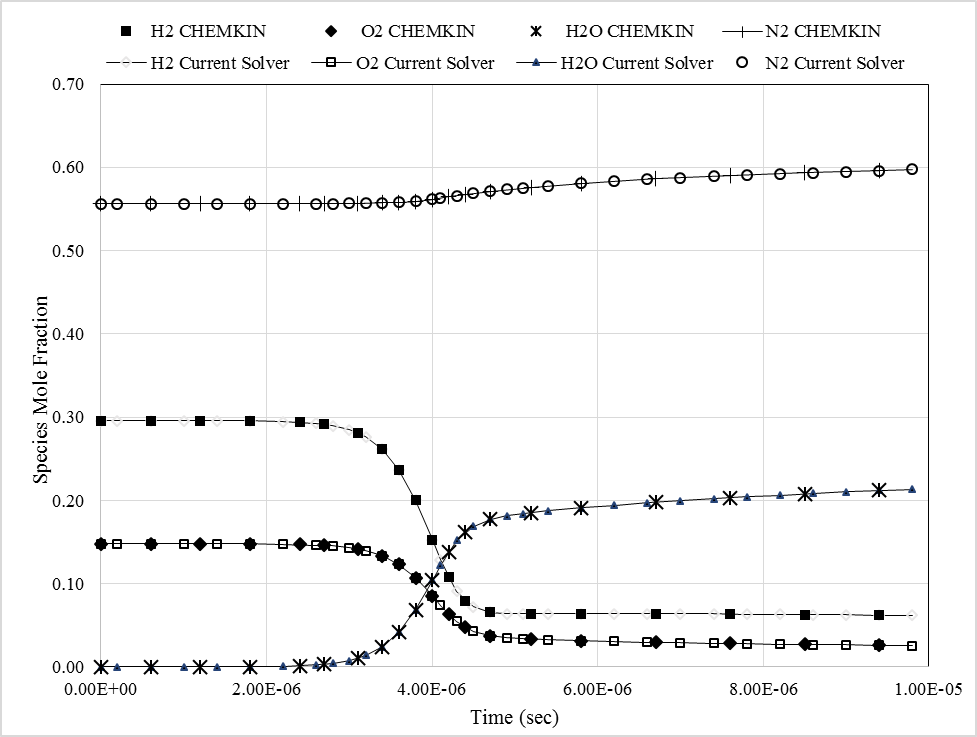 H2 CHEMKIN O2 CHEMKIN H2O CHEMKIN N2 CHEMKIN
H2 Current Solver O2 Current Solver H2O Current Solver N2 Current Solver
0.70
0.60
0.50
0.40
0.30
0.20
0.10
0.00
Species Mole Fraction
0.00E+00 2.00E-06 4.00E-06 6.00E-06 8.00E-06 1.00E-05
Time (sec)